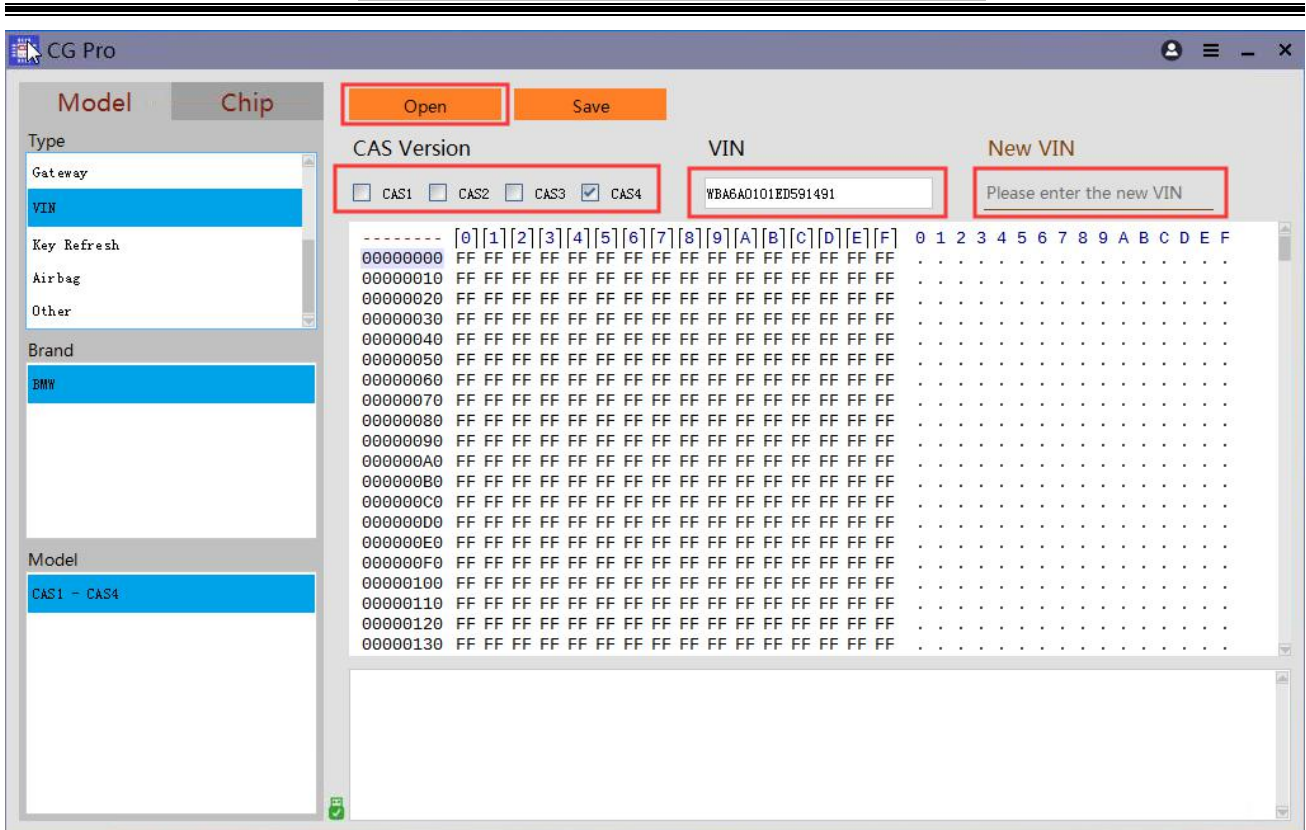 CG Pro
Model Chip
Open Save
Type
Gateway
VIN
Key Refresh
Airbag
Other
CAS Version VIN New VIN
CAS1 CAS2 CAS3 CAS4 WBA6A0101ED591491 Please enter the new VIN
-------- [0][1][2][3][4][5][6][7][8][9][A][B][C][D][E][F] 0 1 2 3 4 5 6 7 8 9 A B C D E F
00000000 FF FF FF FF FF FF FF FF FF FF FF FF FF FF FF FF . . . . . . . . . . . . . . . .
00000010 FF FF FF FF FF FF FF FF FF FF FF FF FF FF FF FF . . . . . . . . . . . . . . . .
00000020 FF FF FF FF FF FF FF FF FF FF FF FF FF FF FF FF . . . . . . . . . . . . . . . .
00000030 FF FF FF FF FF FF FF FF FF FF FF FF FF FF FF FF . . . . . . . . . . . . . . . .
00000040 FF FF FF FF FF FF FF FF FF FF FF FF FF FF FF FF . . . . . . . . . . . . . . . .
00000050 FF FF FF FF FF FF FF FF FF FF FF FF FF FF FF FF . . . . . . . . . . . . . . . .
00000060 FF FF FF FF FF FF FF FF FF FF FF FF FF FF FF FF . . . . . . . . . . . . . . . .
00000070 FF FF FF FF FF FF FF FF FF FF FF FF FF FF FF FF . . . . . . . . . . . . . . . .
00000080 FF FF FF FF FF FF FF FF FF FF FF FF FF FF FF FF . . . . . . . . . . . . . . . .
00000090 FF FF FF FF FF FF FF FF FF FF FF FF FF FF FF FF . . . . . . . . . . . . . . . .
000000A0 FF FF FF FF FF FF FF FF FF FF FF FF FF FF FF FF . . . . . . . . . . . . . . . .
000000B0 FF FF FF FF FF FF FF FF FF FF FF FF FF FF FF FF . . . . . . . . . . . . . . . .
000000C0 FF FF FF FF FF FF FF FF FF FF FF FF FF FF FF FF . . . . . . . . . . . . . . . .
000000D0 FF FF FF FF FF FF FF FF FF FF FF FF FF FF FF FF . . . . . . . . . . . . . . . .
000000E0 FF FF FF FF FF FF FF FF FF FF FF FF FF FF FF FF . . . . . . . . . . . . . . . .
000000F0 FF FF FF FF FF FF FF FF FF FF FF FF FF FF FF FF . . . . . . . . . . . . . . . .
00000100 FF FF FF FF FF FF FF FF FF FF FF FF FF FF FF FF . . . . . . . . . . . . . . . .
00000110 FF FF FF FF FF FF FF FF FF FF FF FF FF FF FF FF . . . . . . . . . . . . . . . .
00000120 FF FF FF FF FF FF FF FF FF FF FF FF FF FF FF FF . . . . . . . . . . . . . . . .
00000130 FF FF FF FF FF FF FF FF FF FF FF FF FF FF FF FF . . . . . . . . . . . . . . . .
Brand
BMW
Model
CAS1 - CAS4